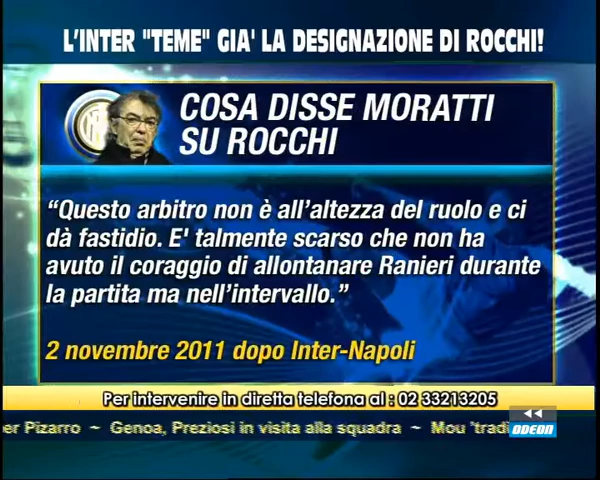 L'INTER "TEME" GIA' LA DESIGNAZIONE DI ROCCHI!
COSA DISSE MORATTI
SU ROCCHI
“Questo arbitro non è all’altezza del ruolo e ci
dà fastidio. E' talmente scarso che non ha
avuto il coraggio di allontanare Ranieri durante
la partita ma nell’intervallo.”
2 novembre 2011 dopo Inter-Napoli
Per intervenire in diretta telefona al : 02 33213205
er Pizarro ~ Genoa, Preziosi in visita alla squadra ~ Mou 'tradi
ODEON